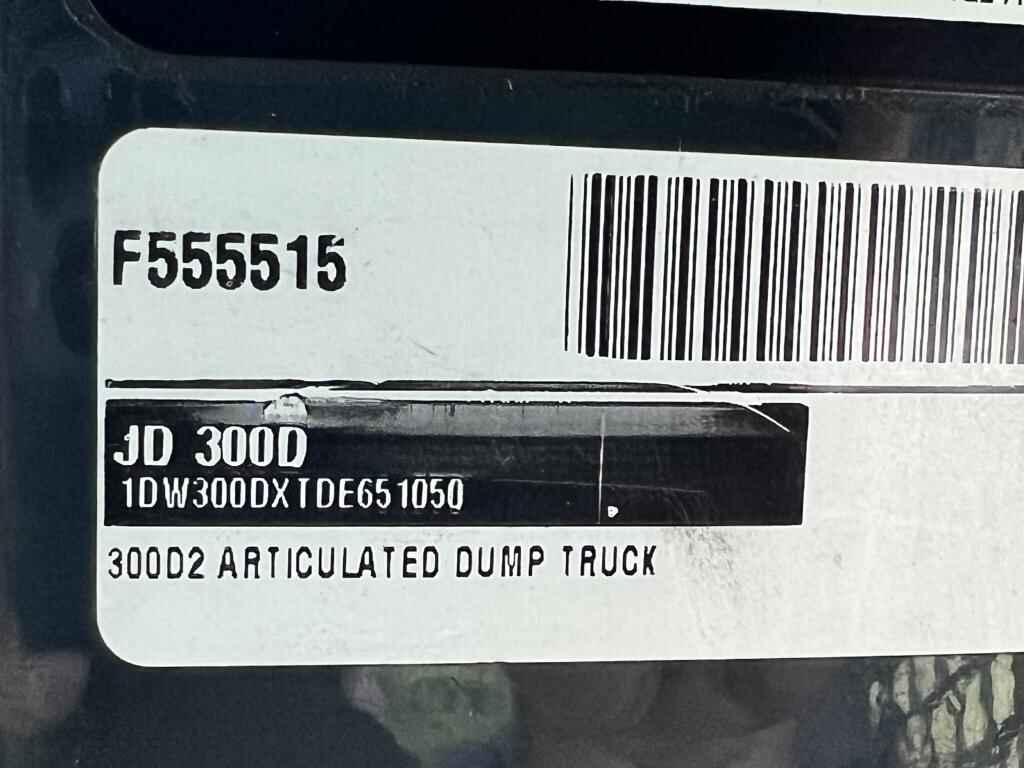 F555515
JD 300D
1DW300DXTDE651050
300D2 ARTICULATED DUMP TRUCK